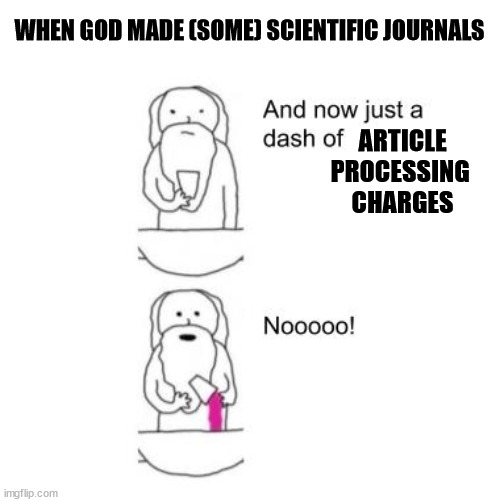 WHEN GOD MADE (SOME) SCIENTIFIC JOURNALS
And now just a
dash of ARTICLE
PROCESSING
CHARGES
Nooooo!
imgflip.com